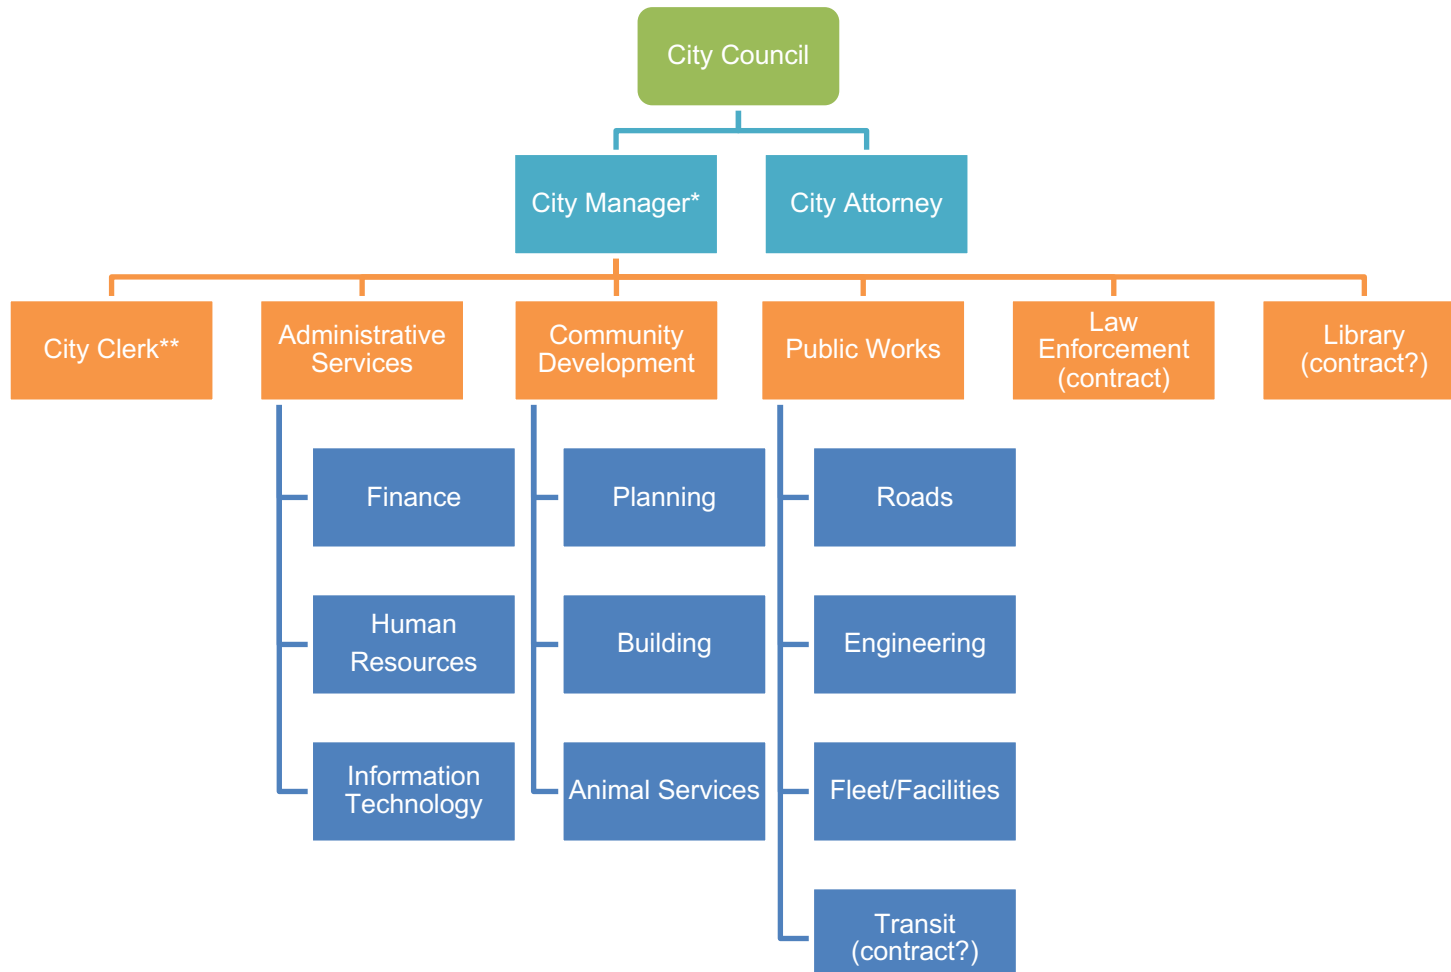 City Council
City Manager*
City Attorney
City Clerk**
Administrative
Services
Community
Development
Public Works
Law
Enforcement
(contract)
Library
(contract?)
Finance
Planning
Roads
Human
Resources
Building
Engineering
Information
Technology
Animal Services
Fleet/Facilities
Transit
(contract?)